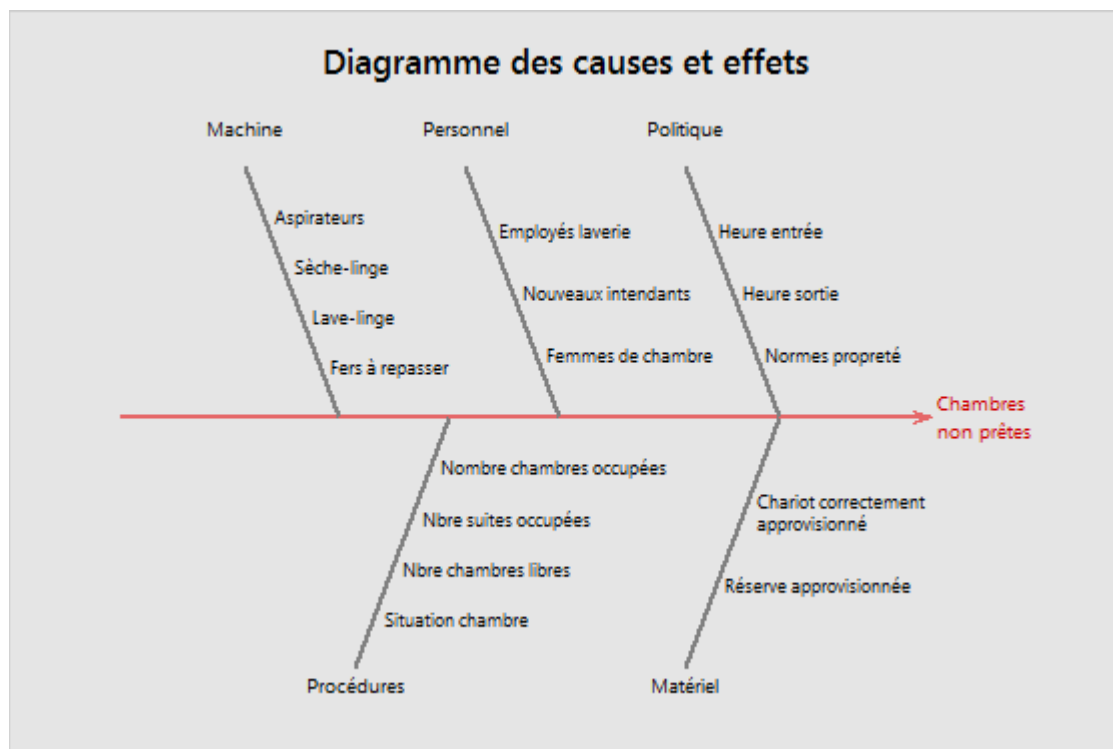 Diagramme des causes et effets
Machine
Personnel
Politique
Aspirateurs
Sèche-linge
Lave-linge
Fers à repasser
Employés laverie
Nouveaux intendants
Femmes de chambre
Heure entrée
Heure sortie
Normes propreté
Chambres
non prêtes
Nombre chambres occupées
Nbre suites occupées
Nbre chambres libres
Situation chambre
Chariot correctement
approvisionné
Réserve approvisionnée
Procédures
Matériel